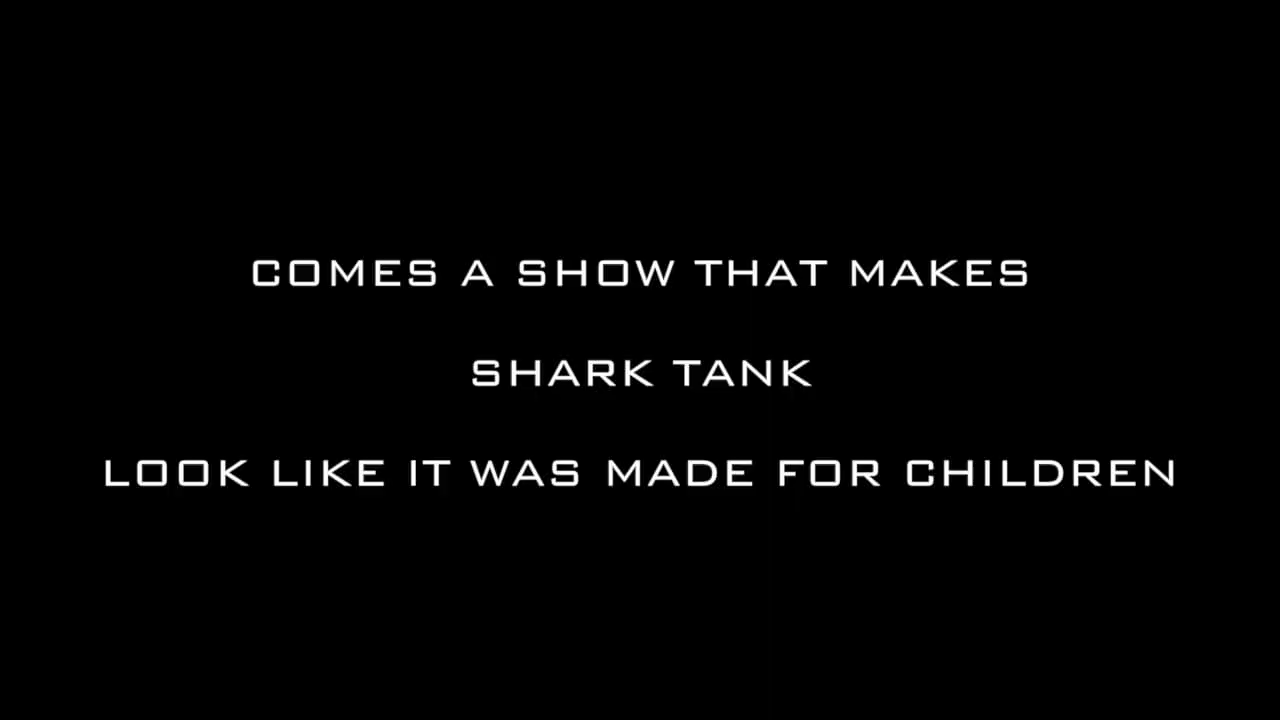 COMES A SHOW THAT MAKES
SHARK TANK
LOOK LIKE IT WAS MADE FOR CHILDREN